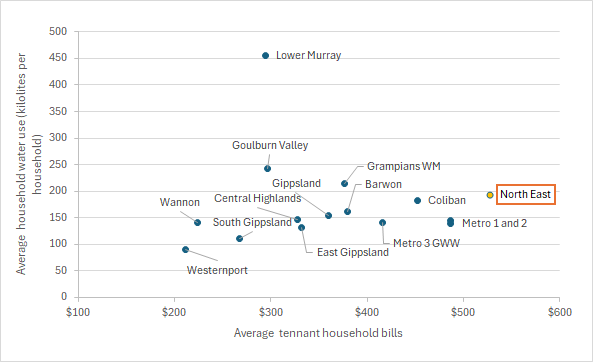 500
450
400
350
300
250
200
150
100
50
0
Average household water use (kilolites per
household)
Lower Murray
Goulburn Valley
Grampians WM
Gippsland
Barwon
North East
Central Highlands
Wannon
Coliban
South Gippsland
Metro 1 and 2
Metro 3 GWW
East Gippsland
Westernport
$100
$200
$300
$400
$500
$600
Average tennant household bills